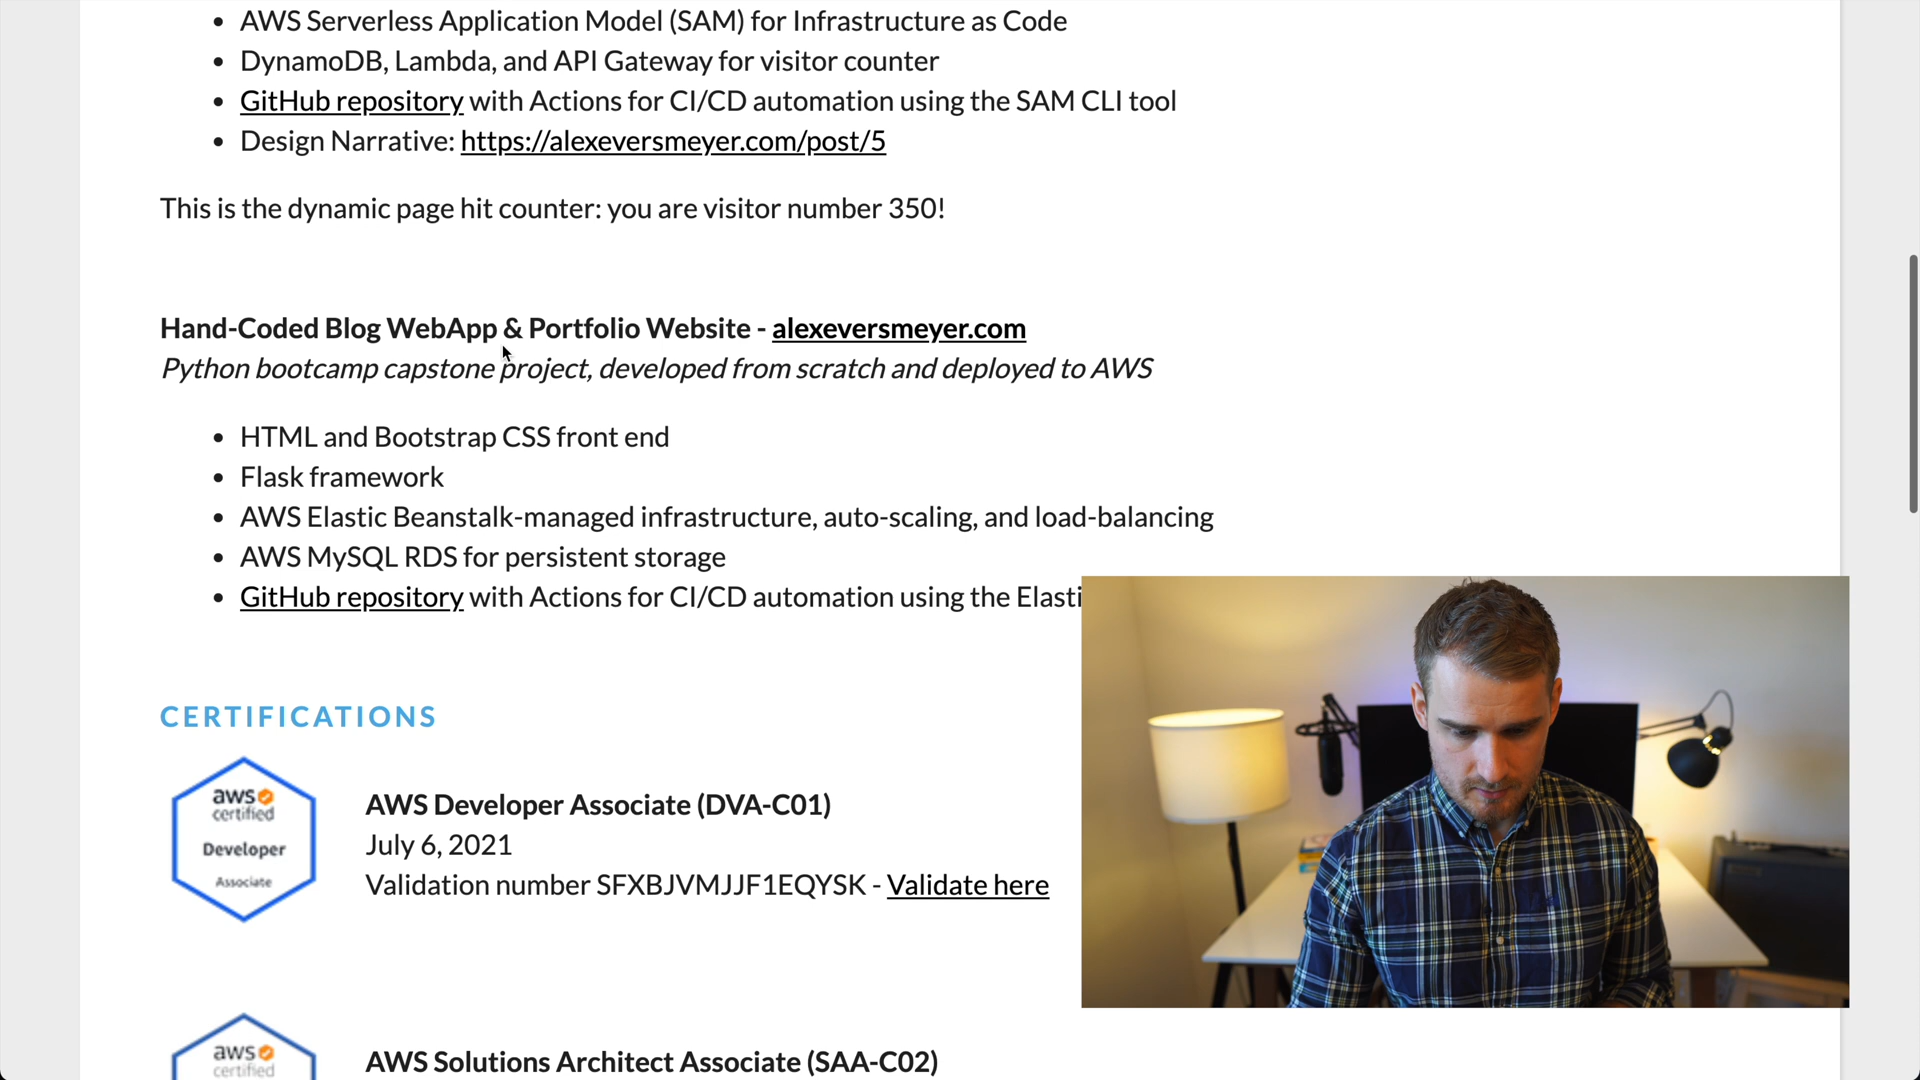 AWS Serverless Application Model (SAM) for Infrastructure as Code
DynamoDB, Lambda, and API Gateway for visitor counter
GitHub repository with Actions for CI/CD automation using the SAM CLI tool
Design Narrative: https://alexeversmeyer.com/post/5
This is the dynamic page hit counter: you are visitor number 350!
Hand-Coded Blog WebApp & Portfolio Website - alexeversmeyer.com
Python bootcamp capstone project, developed from scratch and deployed to AWS
HTML and Bootstrap CSS front end
Flask framework
AWS Elastic Beanstalk-managed infrastructure, auto-scaling, and load-balancing
AWS MySQL RDS for persistent storage
GitHub repository with Actions for CI/CD automation using the Elasti
CERTIFICATIONS
aws
certified
Developer
Associate
AWS Developer Associate (DVA-C01)
July 6, 2021
Validation number SFXBJVMJJF1EQYSK - Validate here
aws
certified
AWS Solutions Architect Associate (SAA-C02)